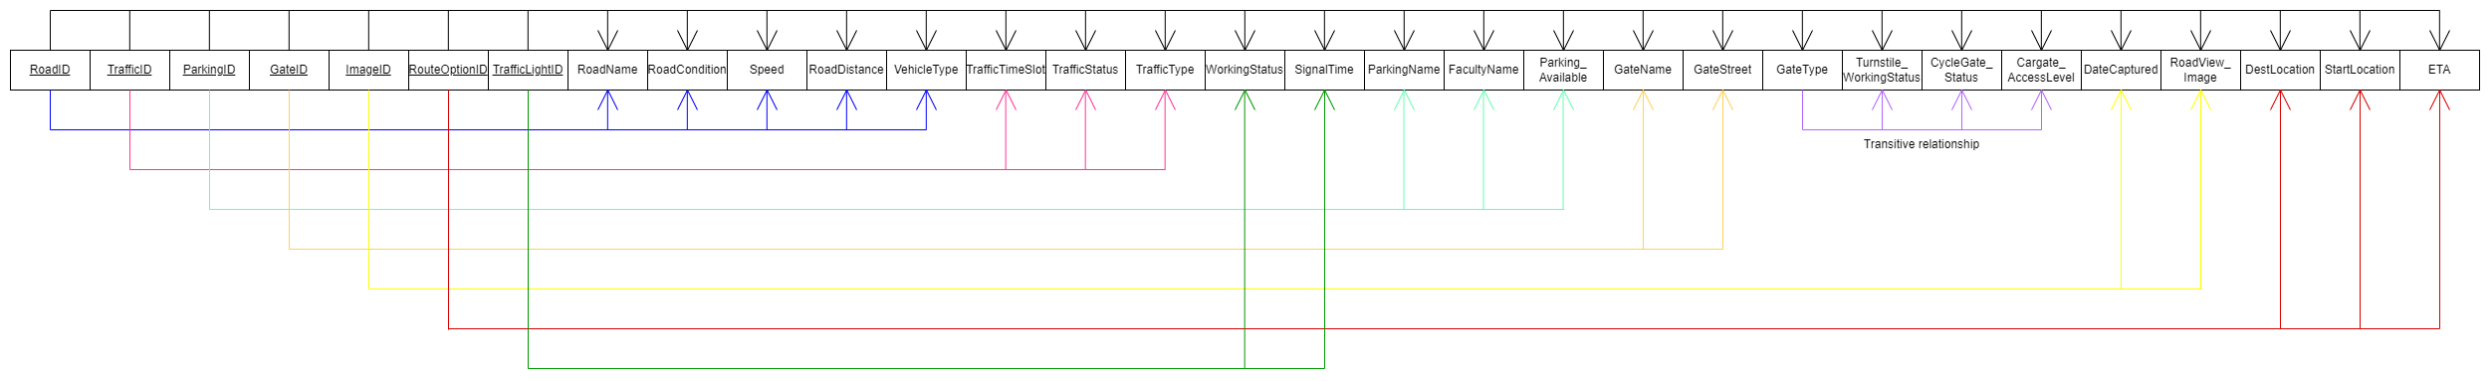 RoadID
TrafficID
ParkingID
GateID
ImageID
RouteOptionID
TrafficLightID
RoadName
RoadCondition
Speed
RoadDistance
VehicleType
TrafficTimeSlot
TrafficStatus
TrafficType
WorkingStatus
SignalTime
ParkingName
FacultyName
Parking_
Available
GateName
GateStreet
GateType
Turnstile_
WorkingStatus
CycleGate_
Status
Cargate_
AccessLevel
DateCaptured
RoadView_
Image
DestLocation
StartLocation
ETA
Transitive relationship